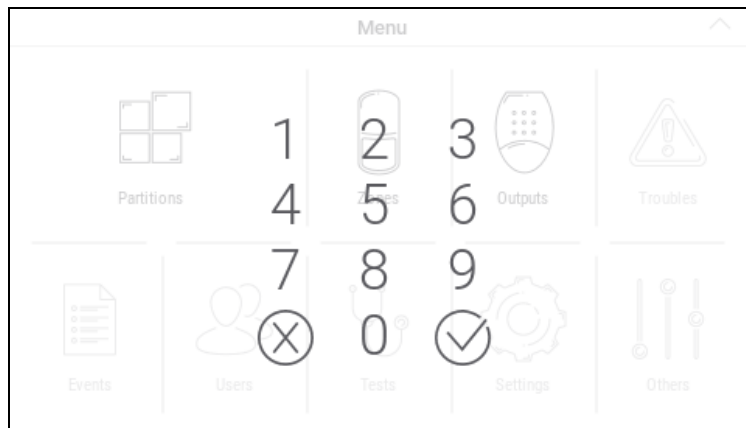 Menu
1 2 3
Partitions Zones Outputs Troubles
4 5 6
7 8 9
0
Events Users Tests Settings Others